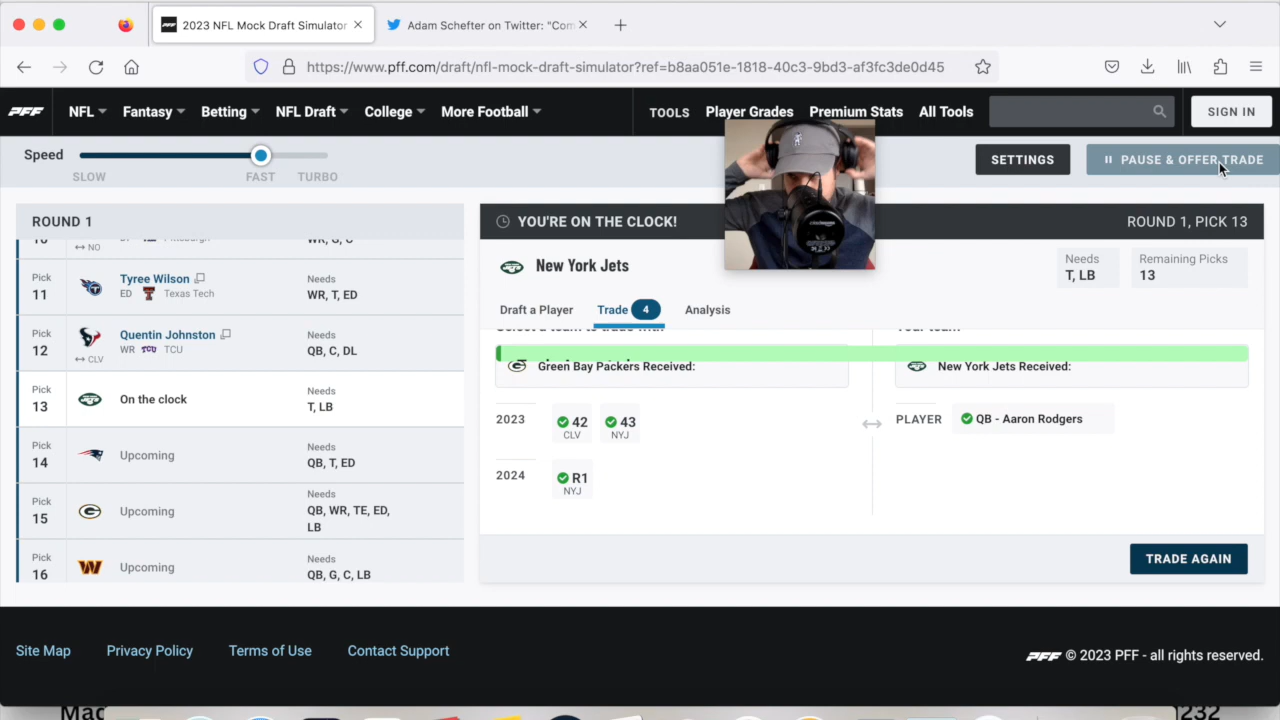 2023 NFL Mock Draft Simulator
Adam Schefter on Twitter: "Com
https://www.pff.com/draft/nfl-mock-draft-simulator?ref=b8aa051e-1818-40c3-9bd3-af3fc3de0d45
PFF NFL Fantasy Betting NFL Draft College More Football TOOLS Player Grades Premium Stats All Tools SIGN IN
Speed
SLOW FAST TURBO
SETTINGS
PAUSE & OFFER TRADE
ROUND 1
↔ NO
Pick
11
Tyree Wilson
ED Texas Tech
Needs
WR, T, ED
Pick
12
↔ CLV
Quentin Johnston
WR TCU TCU
Needs
QB, C, DL
Pick
13
On the clock
Needs
T, LB
Pick
14
Upcoming
Needs
QB, T, ED
Pick
15
Upcoming
Needs
QB, WR, TE, ED,
LB
Pick
16
Upcoming
Needs
QB, G, C, LB
YOU'RE ON THE CLOCK!
ROUND 1, PICK 13
New York Jets
Needs
T, LB
Remaining Picks
13
Draft a Player Trade 4 Analysis
Green Bay Packers Received:
2023
42
CLV
43
NYJ
2024
R1
NYJ
New York Jets Received:
PLAYER
QB - Aaron Rodgers
TRADE AGAIN
Site Map Privacy Policy Terms of Use Contact Support
PFF © 2023 PFF - all rights reserved.